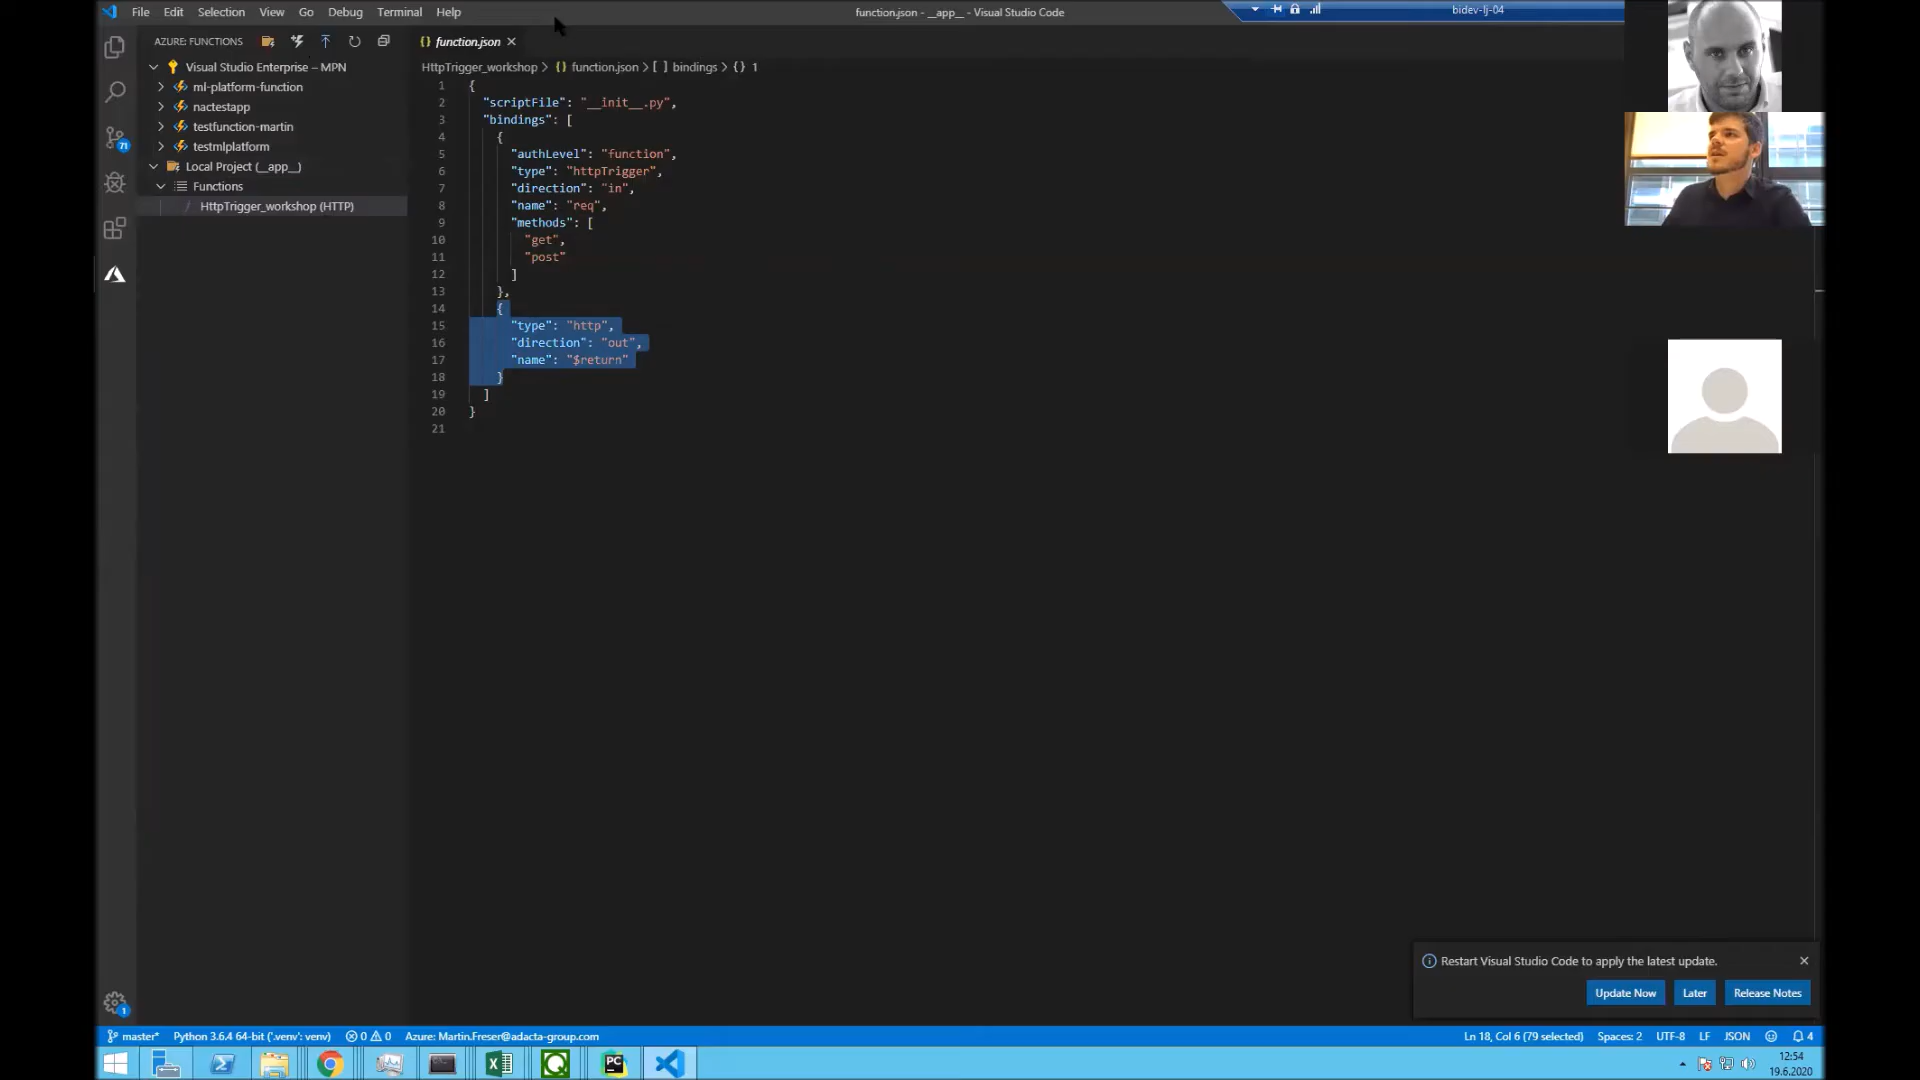 File Edit Selection View Go Debug Terminal Help
function.json - __app__ - Visual Studio Code
bidev-lj-04
AZURE: FUNCTIONS
Visual Studio Enterprise – MPN
ml-platform-function
nactestapp
testfunction-martin
testmlplatform
Local Project (__app__)
Functions
HttpTrigger_workshop (HTTP)
{} function.json ×
HttpTrigger_workshop > {} function.json > [ ] bindings > {} 1
1 {
2 "scriptFile": "__init__.py",
3 "bindings": [
4 {
5 "authLevel": "function",
6 "type": "httpTrigger",
7 "direction": "in",
8 "name": "req",
9 "methods": [
10 "get",
11 "post"
12 ]
13 },
14 {
15 "type": "http",
16 "direction": "out",
17 "name": "$return"
18 }
19 ]
20 }
21
71
Restart Visual Studio Code to apply the latest update.
Update Now Later Release Notes
1
master* Python 3.6.4 64-bit ('.venv': venv) 0 0 Azure: Martin.Freser@adacta-group.com Ln 18, Col 6 (79 selected) Spaces: 2 UTF-8 LF JSON 4
PC
12:54
19.6.2020